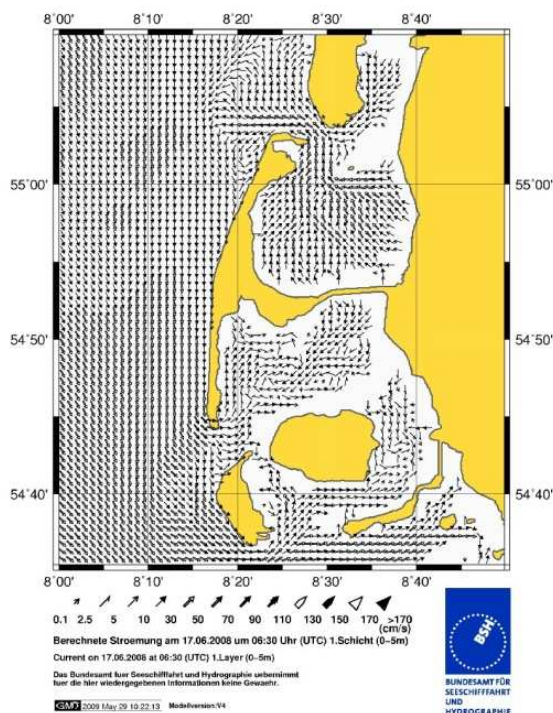 8°00' 8°10' 8°20' 8°30' 8°40'
55°00' 55°00'
54°50' 54°50'
54°40' 54°40'
8°00' 8°10' 8°20' 8°30' 8°40'
0.1 2.5 5 10 30 50 70 90 110 130 150 170 >170
(cm/s)
Berechnete Stroemung am 17.06.2008 um 06:30 Uhr (UTC) 1.Schicht (0-5m)
Current on 17.06.2008 at 06:30 (UTC) 1.Layer (0-5m)
Das Bundesamt fuer Seeschifffahrt und Hydrographie uebernimmt
fuer die hier wiedergegebenen Informationen keine Gewaehr.
GMD 2009 May 29 10:22:13 Modellversion:V4
BSH
BUNDESAMT FÜR
SEESCHIFFFAHRT
UND
HYDROGRAPHIE